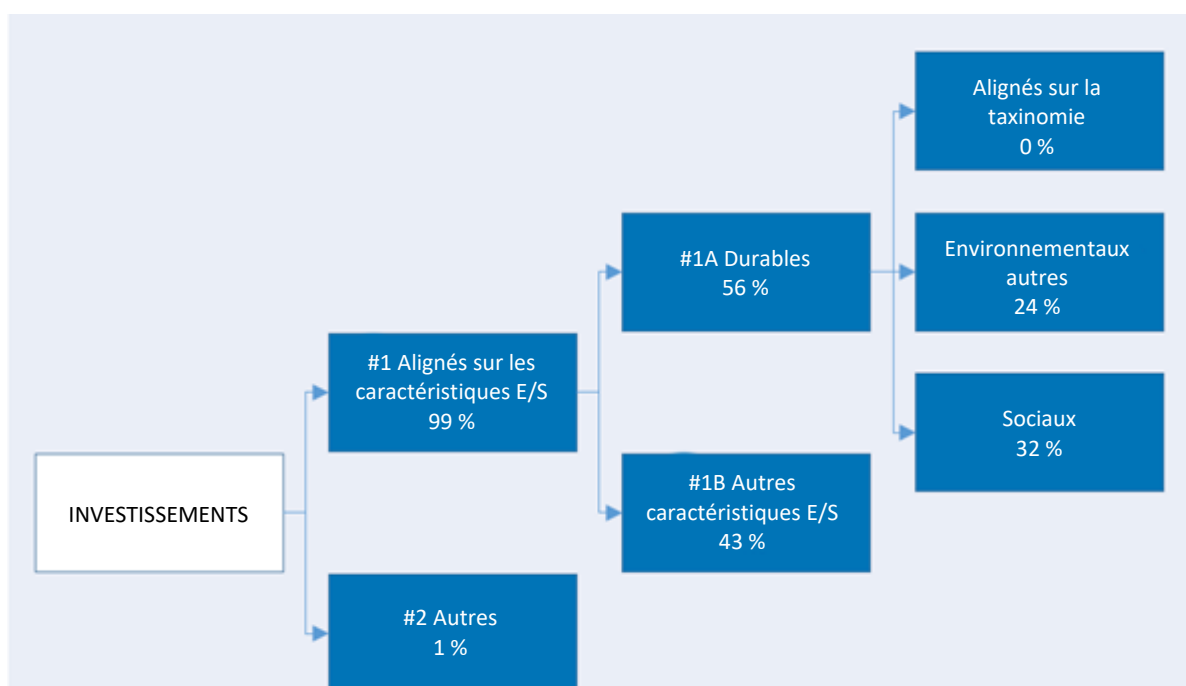 Alignés sur la
taxinomie
0 %
#1A Durables
56 %
Environnementaux
autres
24 %
#1 Alignés sur les
caractéristiques E/S
99 %
Sociaux
32 %
#1B Autres
caractéristiques E/S
43 %
INVESTISSEMENTS
#2 Autres
1 %